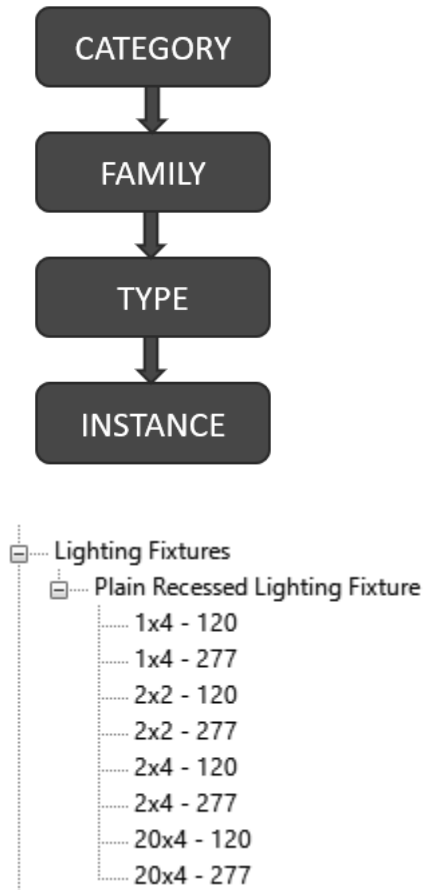 CATEGORY
FAMILY
TYPE
INSTANCE
Lighting Fixtures
Plain Recessed Lighting Fixture
1x4 - 120
1x4 - 277
2x2 - 120
2x2 - 277
2x4 - 120
2x4 - 277
20x4 - 120
20x4 - 277